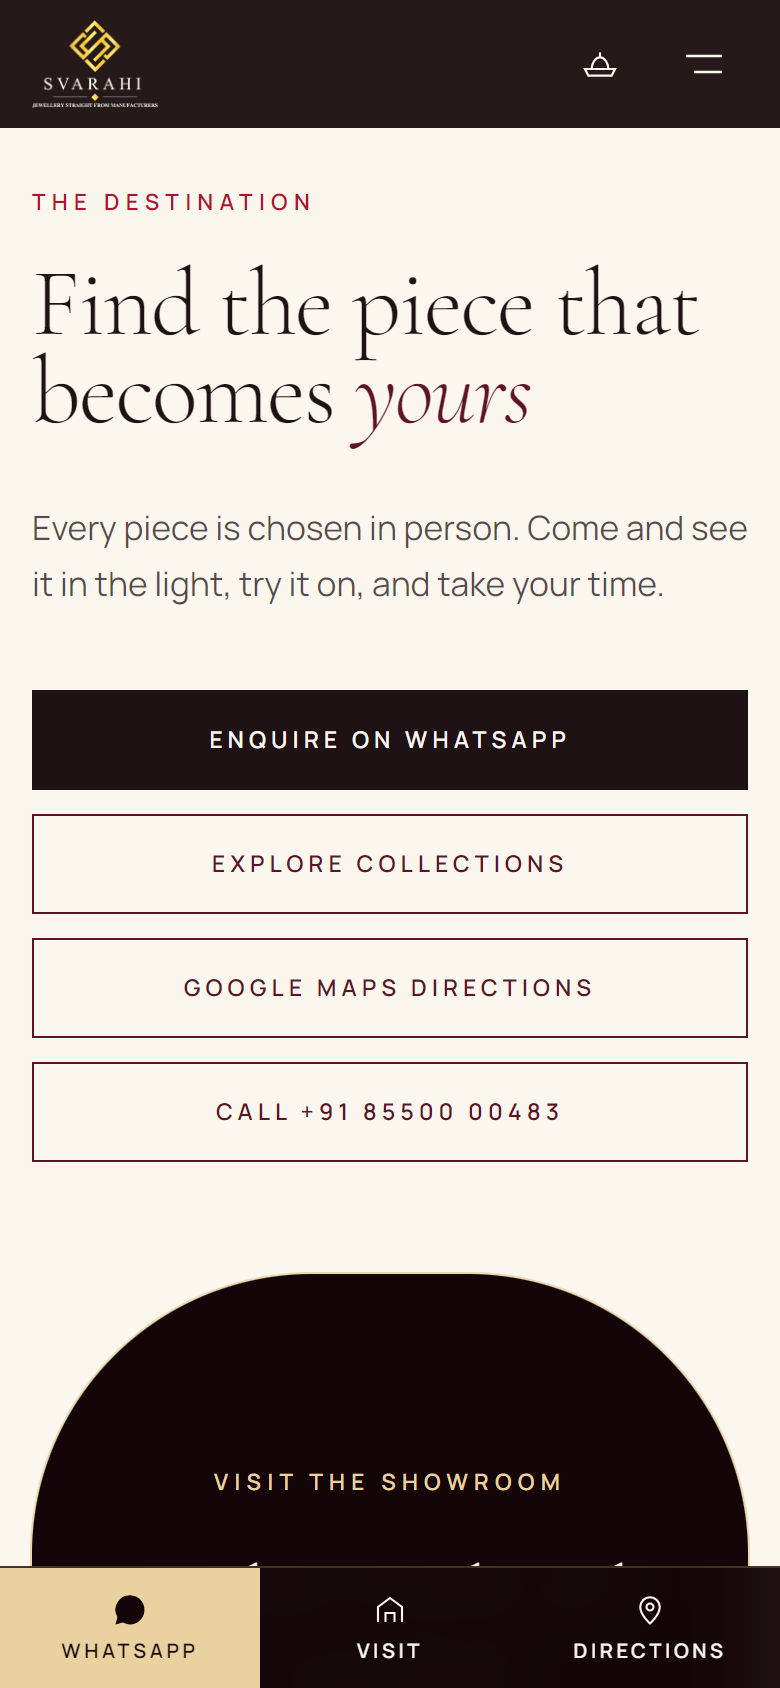 SVARAHI
JEWELLERY STRAIGHT FROM MANUFACTURERS
THE DESTINATION
Find the piece that
becomes yours
Every piece is chosen in person. Come and see
it in the light, try it on, and take your time.
ENQUIRE ON WHATSAPP
EXPLORE COLLECTIONS
GOOGLE MAPS DIRECTIONS
CALL +91 85500 00483
VISIT THE SHOWROOM
WHATSAPP
VISIT
DIRECTIONS